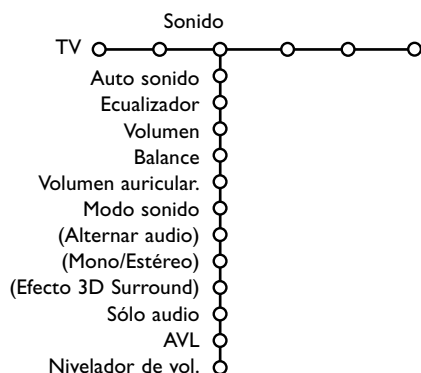 Sonido
TV
Auto sonido
Ecualizador
Volumen
Balance
Volumen auricular.
Modo sonido
(Alternar audio)
(Mono/Estéreo)
(Efecto 3D Surround)
Sólo audio
AVL
Nivelador de vol.